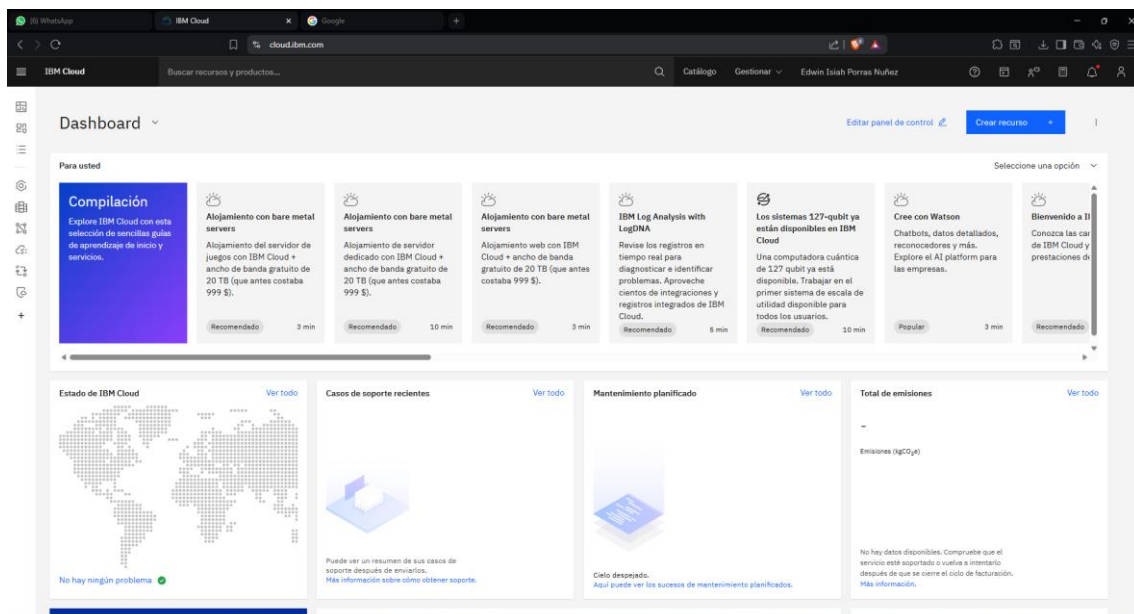 (6) WhatsApp
IBM Cloud
Google
cloud.ibm.com
IBM Cloud
Buscar recursos y productos...
Catálogo
Gestionar
Edwin Isiah Porras Nuñez
Dashboard
Editar panel de control
Crear recurso +
Para usted
Seleccione una opción
Compilación
Explore IBM Cloud con esta
selección de sencillas guías
de aprendizaje de inicio y
servicios.
Alojamiento con bare metal
servers
Alojamiento del servidor de
juegos con IBM Cloud +
ancho de banda gratuito de
20 TB (que antes costaba
999 $).
Recomendado
3 min
Alojamiento con bare metal
servers
Alojamiento de servidor
dedicado con IBM Cloud +
ancho de banda gratuito de
20 TB (que antes costaba
999 $).
Recomendado
10 min
Alojamiento con bare metal
servers
Alojamiento web con IBM
Cloud + ancho de banda
gratuito de 20 TB (que antes
costaba 999 $).
Recomendado
3 min
IBM Log Analysis with
LogDNA
Revise los registros en
tiempo real para
diagnosticar e identificar
problemas. Aproveche
cientos de integraciones y
registros integrados de IBM
Cloud.
Recomendado
6 min
Los sistemas 127-qubit ya
están disponibles en IBM
Cloud
Una computadora cuántica
de 127 qubit ya está
disponible. Trabajar en el
primer sistema de escala de
utilidad disponible para
todos los usuarios.
Recomendado
10 min
Cree con Watson
Chatbots, datos detallados,
reconocedores y más.
Explore el AI platform para
las empresas.
Popular
3 min
Bienvenido a
Conozca las
de IBM Cloud y
prestaciones
Recomendado
Estado de IBM Cloud
Ver todo
No hay ningún problema
Casos de soporte recientes
Ver todo
Puede ver un resumen de sus casos de
soporte después de enviarlos.
Más información sobre cómo obtener soporte.
Mantenimiento planificado
Ver todo
Cielo despejado.
Aquí puede ver los sucesos de mantenimiento planificados.
Total de emisiones
Ver todo
-
Emisiones (kgCO₂e)
No hay datos disponibles. Compruebe que el
servicio esté soportado o vuelva a intentarlo
después de que se cierre el ciclo de facturación.
Más información.